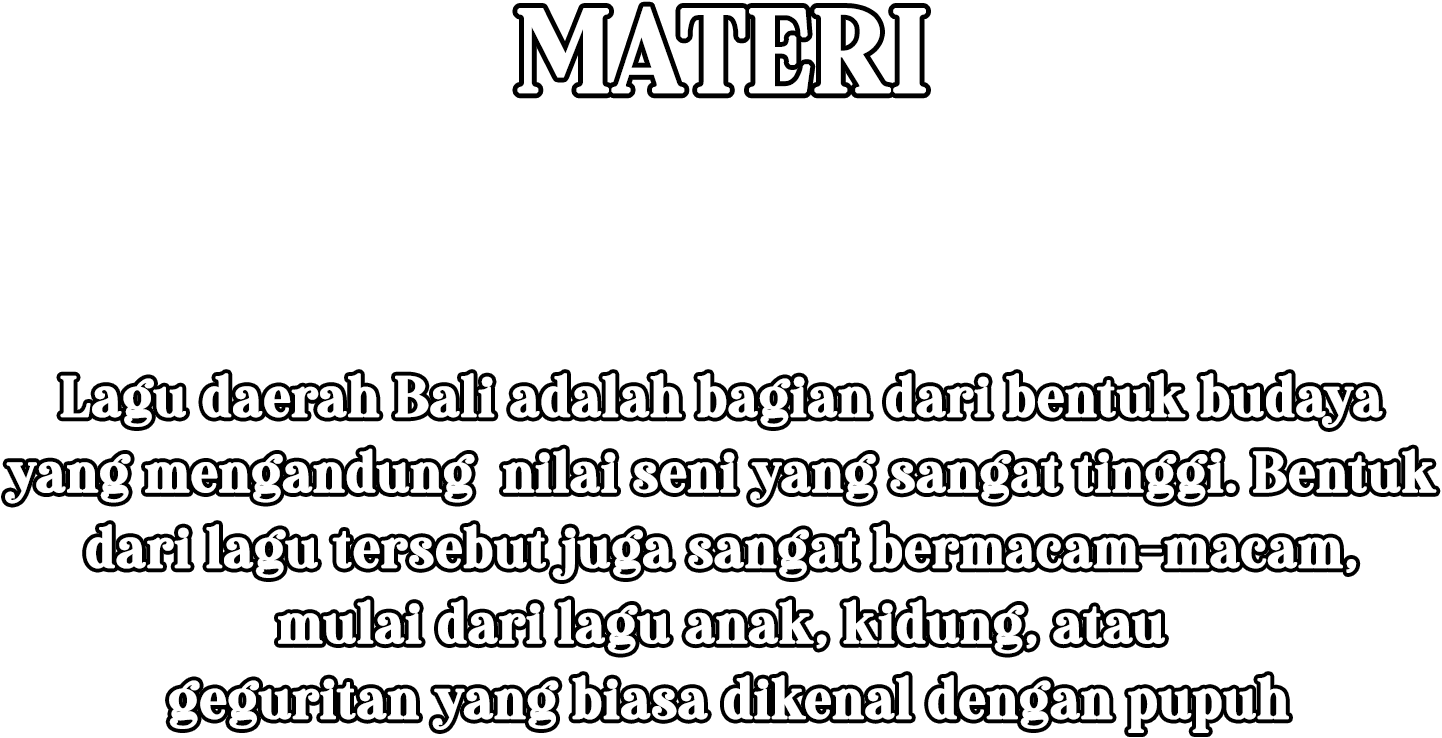 MATERI
Lagu daerah Bali adalah bagian dari bentuk budaya
yang mengandung  nilai seni yang sangat tinggi. Bentuk
dari lagu tersebut juga sangat bermacam-macam,
mulai dari lagu anak, kidung, atau
geguritan yang biasa dikenal dengan pupuh